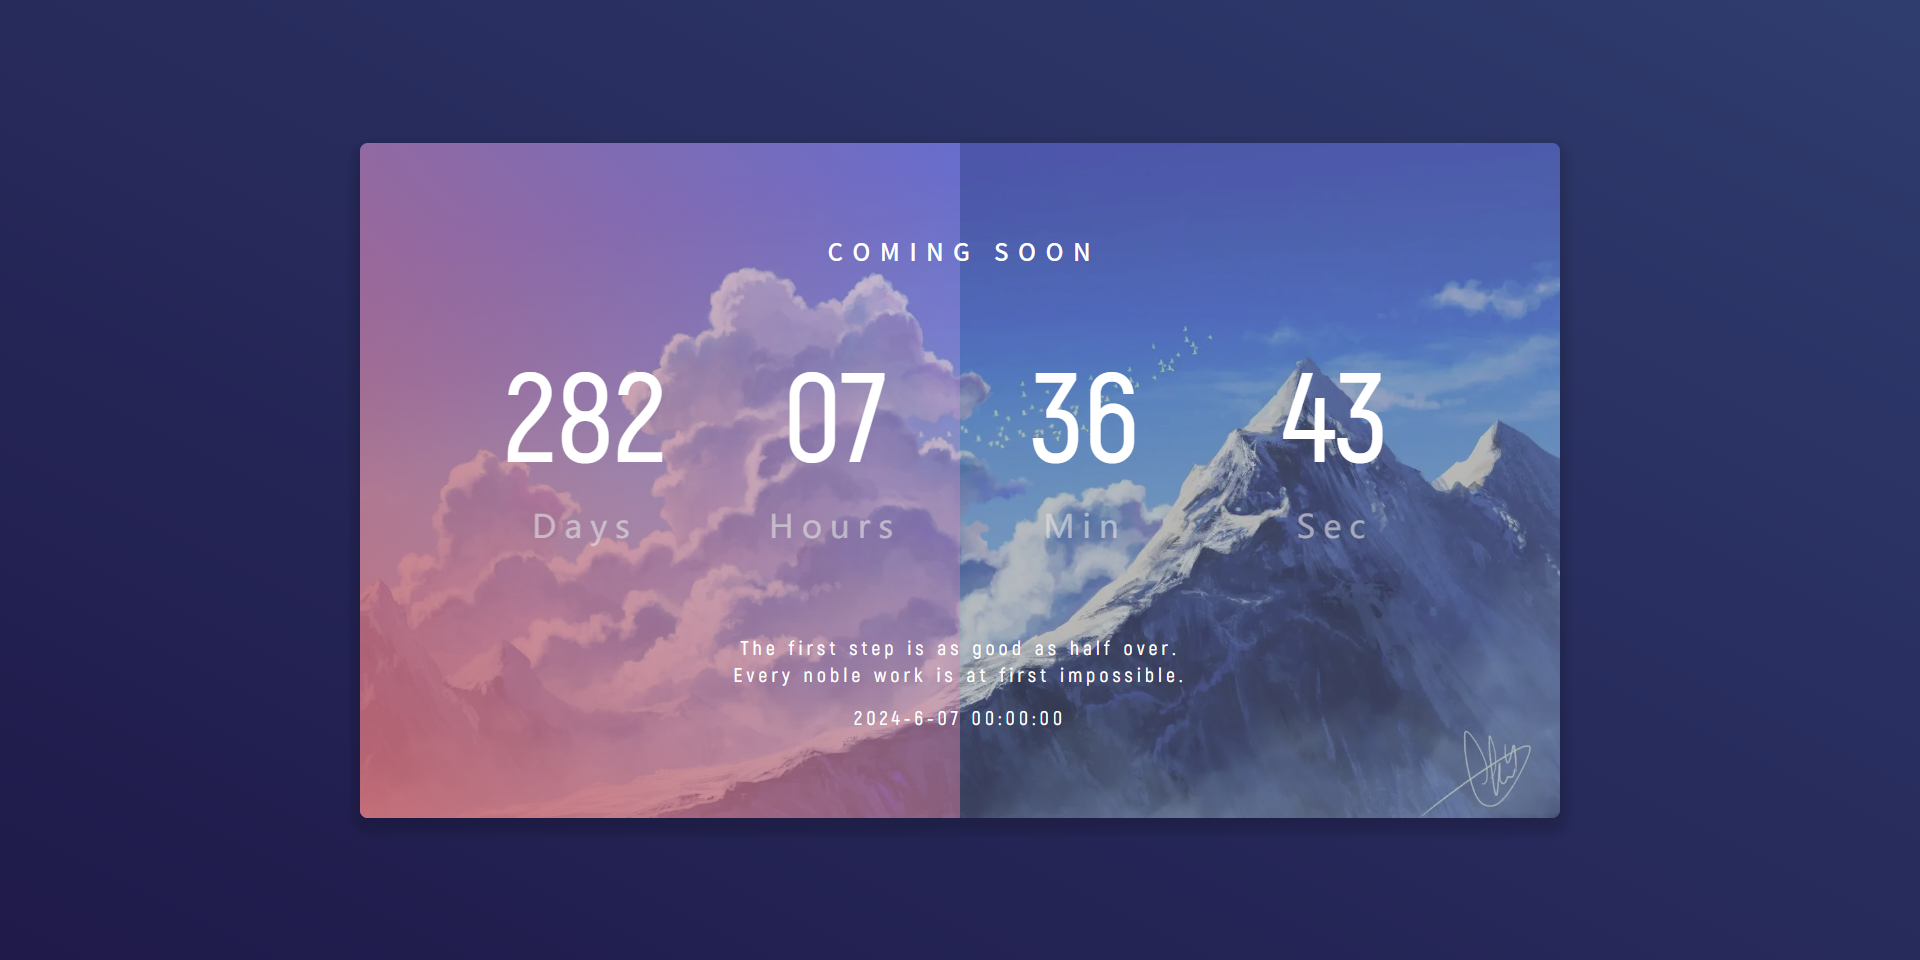 COMING SOON
282 07 36 43
Days Hours Min Sec
The first step is as good as half over.
Every noble work is at first impossible.
2024-6-07 00:00:00